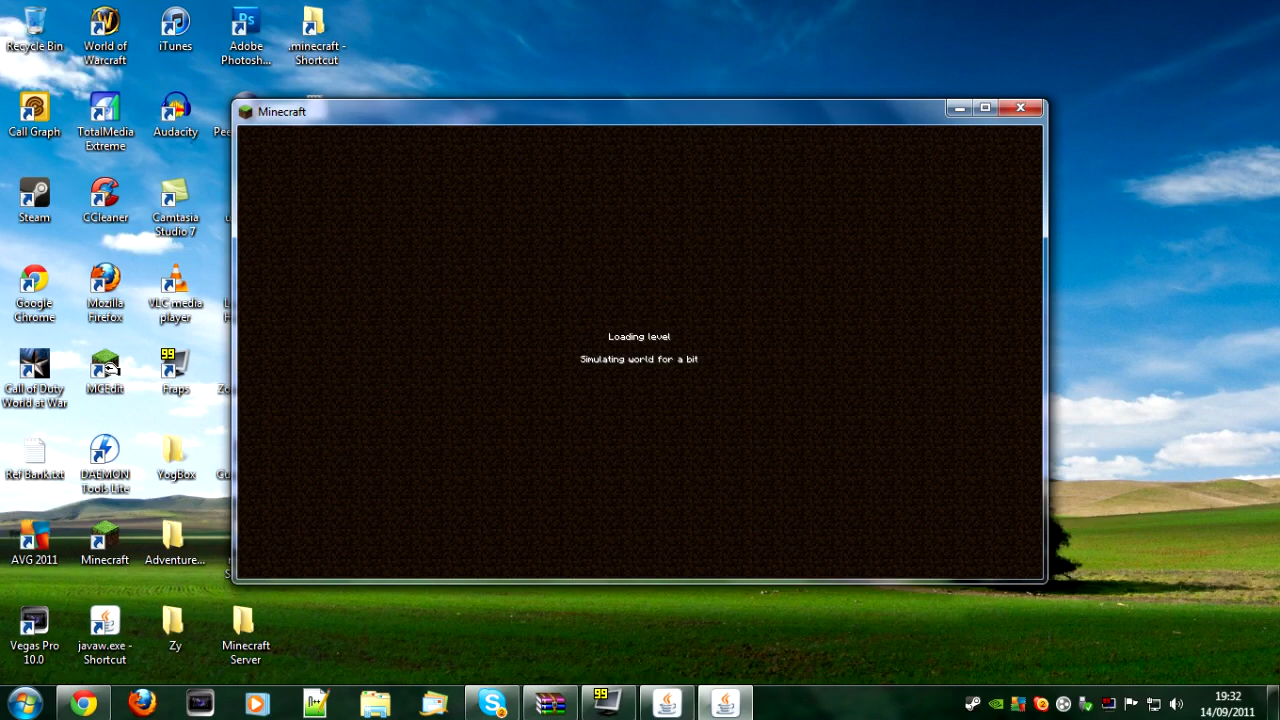 Recycle Bin
World of
Warcraft
iTunes
Ps
Adobe
Photosh...
.minecraft -
Shortcut
Call Graph
TotalMedia
Extreme
Audacity
Minecraft
Steam
CCleaner
Camtasia
Studio 7
Google
Chrome
Mozilla
Firefox
VLC media
player
Loading level
Simulating world for a bit
Call of Duty
World at War
MCEdit
99
Fraps
Ref Bank.txt
DAEMON
Tools Lite
YogBox
AVG 2011
Minecraft
Adventure...
Vegas Pro
10.0
javaw.exe -
Shortcut
Zy
Minecraft
Server
99
19:32
14/09/2011